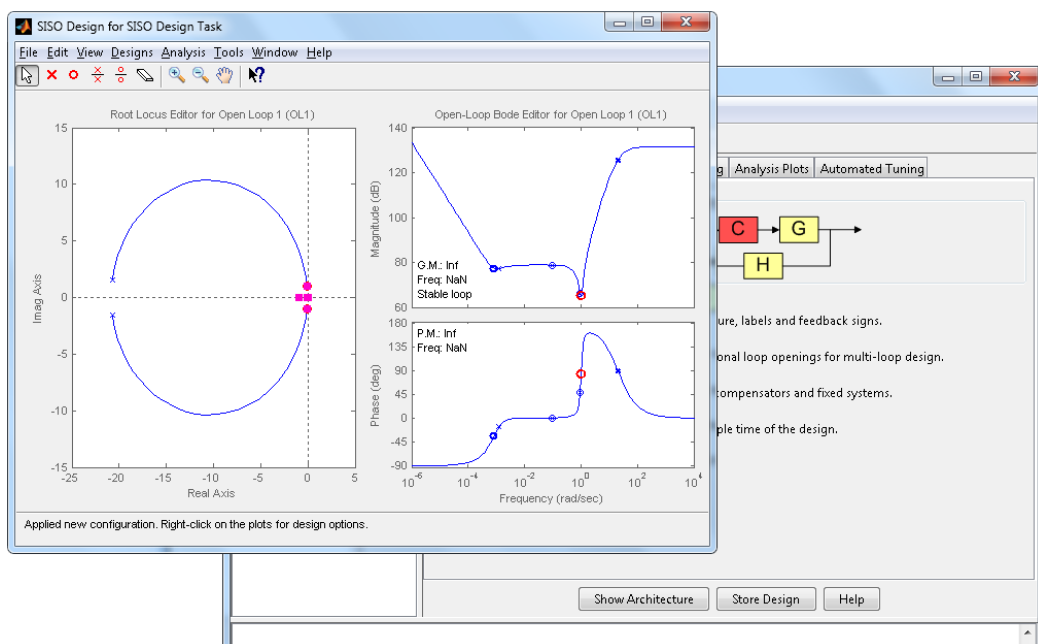 SISO Design for SISO Design Task
File Edit View Designs Analysis Tools Window Help
Root Locus Editor for Open Loop 1 (OL1)
15
10
5
0
-5
-10
-15
Imag Axis
-25 -20 -15 -10 -5 0 5
Real Axis
Open-Loop Bode Editor for Open Loop 1 (OL1)
140
120
100
80
60
Magnitude (dB)
G.M.: Inf
Freq: NaN
Stable loop
180
135
90
45
0
-45
-90
Phase (deg)
P.M.: Inf
Freq: NaN
10^-6 10^-4 10^-2 10^0 10^2 10^4
Frequency (rad/sec)
Applied new configuration. Right-click on the plots for design options.
Analysis Plots Automated Tuning
C G
H
ure, labels and feedback signs.
onal loop openings for multi-loop design.
compensators and fixed systems.
ple time of the design.
Show Architecture Store Design Help